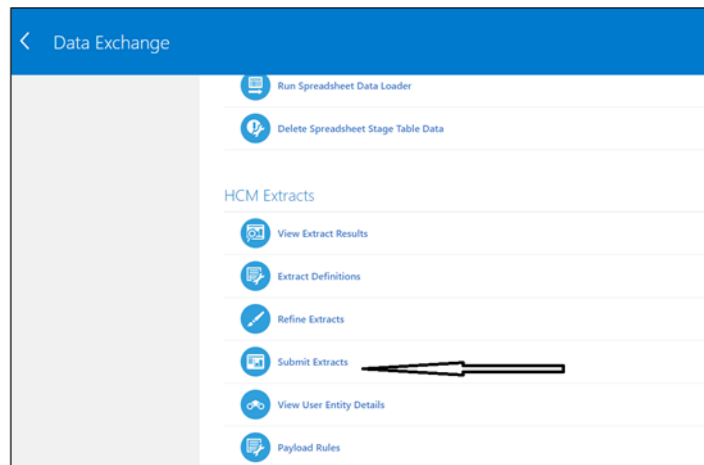 Data Exchange
Run Spreadsheet Data Loader
Delete Spreadsheet Stage Table Data
HCM Extracts
View Extract Results
Extract Definitions
Refine Extracts
Submit Extracts
View User Entity Details
Payload Rules